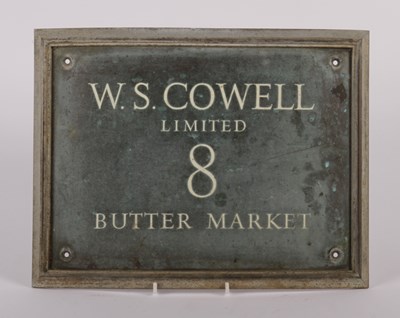 W. S. COWELL
LIMITED
8
BUTTER MARKET